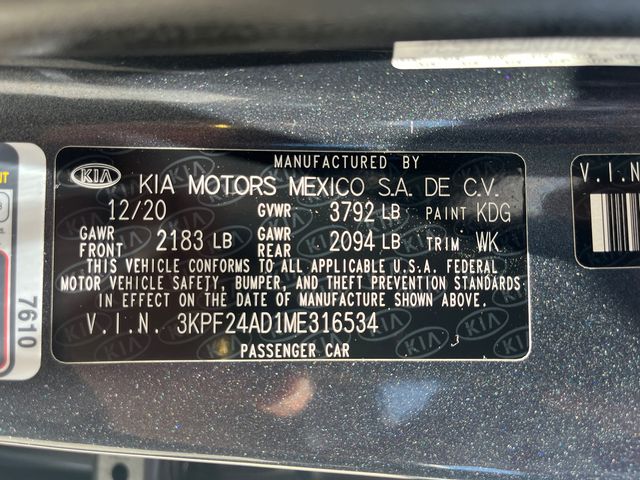 MANUFACTURED BY
KIA KIA MOTORS MEXICO S.A. DE C.V.
12/20 GVWR 3792 LB PAINT KDG
GAWR FRONT 2183 LB GAWR REAR 2094 LB TRIM WK
THIS VEHICLE CONFORMS TO ALL APPLICABLE U.S.A. FEDERAL
MOTOR VEHICLE SAFETY, BUMPER, AND THEFT PREVENTION STANDARDS
IN EFFECT ON THE DATE OF MANUFACTURE SHOWN ABOVE.
V.I.N. 3KPF24AD1ME316534
PASSENGER CAR 3
7610
V.I.N